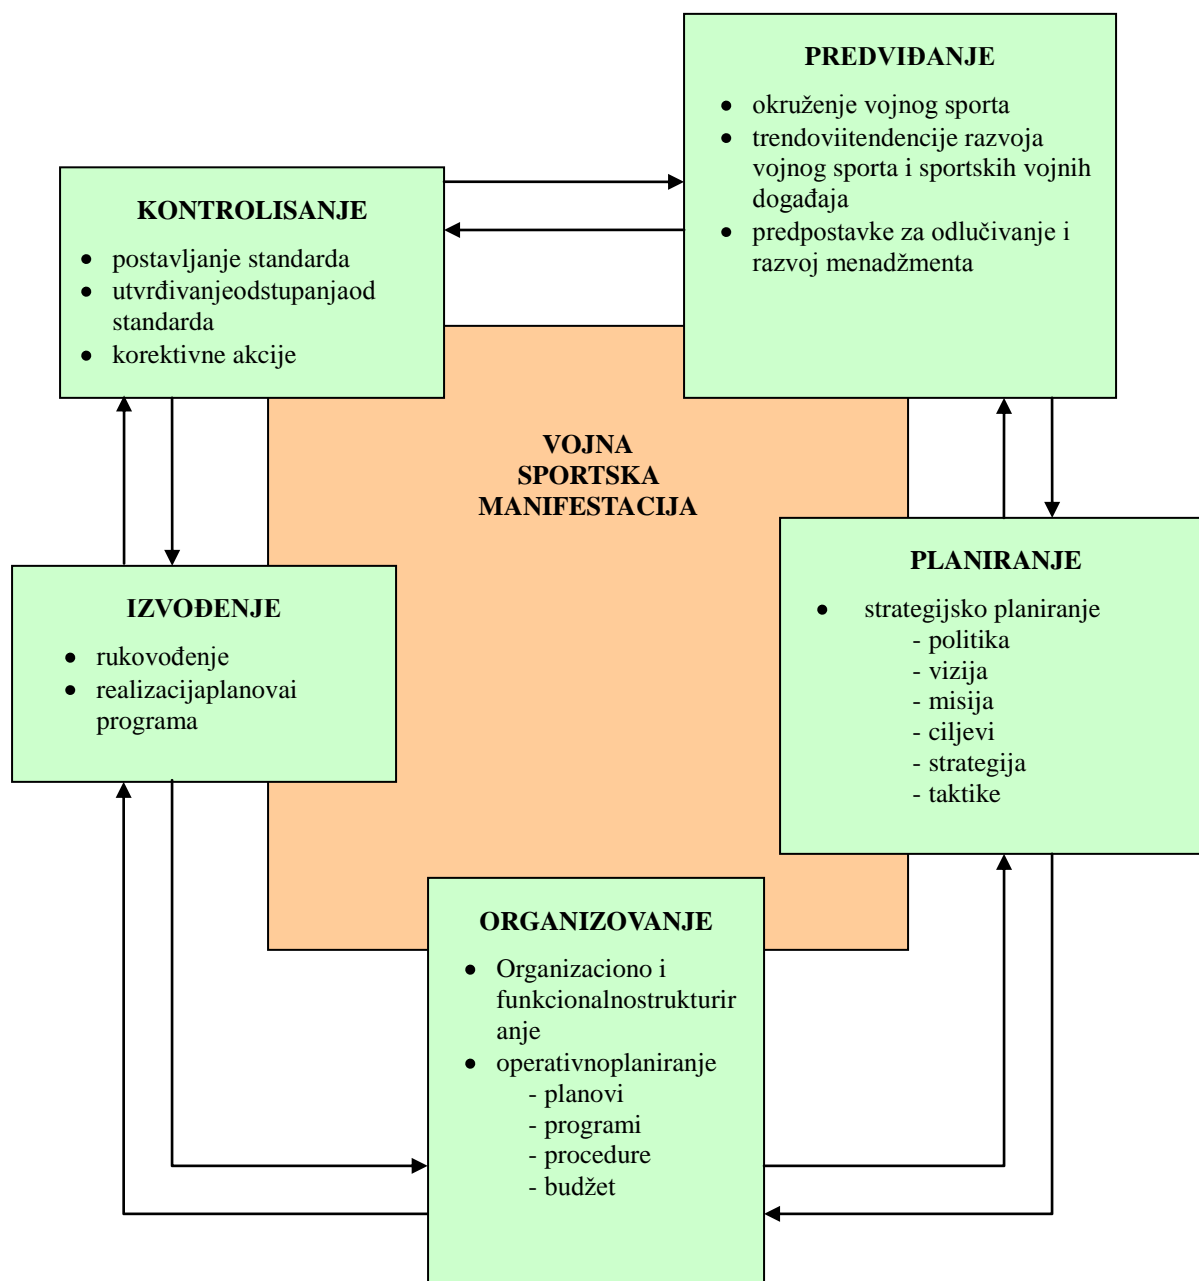 PREDVIĐANJE
• okruženje vojnog sporta
• trendoviitendencije razvoja
vojnog sporta i sportskih vojnih
događaja
• predpostavke za odlučivanje i
razvoj menadžmenta
KONTROLISANJE
• postavljanje standarda
• utvrđivanjeodstupanjaod
standarda
• korektivne akcije
VOJNA
SPORTSKA
MANIFESTACIJA
PLANIRANJE
• strategijsko planiranje
- politika
- vizija
- misija
- ciljevi
- strategija
- taktike
IZVOĐENJE
• rukovođenje
• realizacijaplanovai
programa
ORGANIZOVANJE
• Organizaciono i
funkcionalnostrukturir
anje
• operativnoplaniranje
- planovi
- programi
- procedure
- budžet